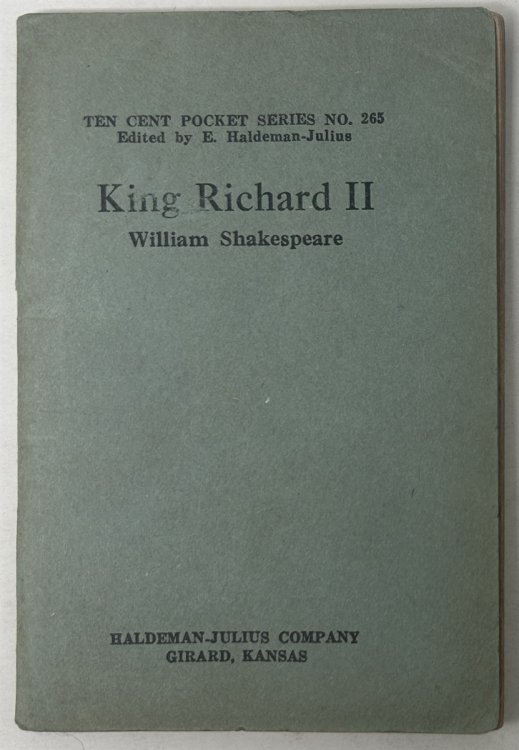 TEN CENT POCKET SERIES NO. 265
Edited by E. Haldeman-Julius
King Richard II
William Shakespeare
HALDEMAN-JULIUS COMPANY
GIRARD, KANSAS